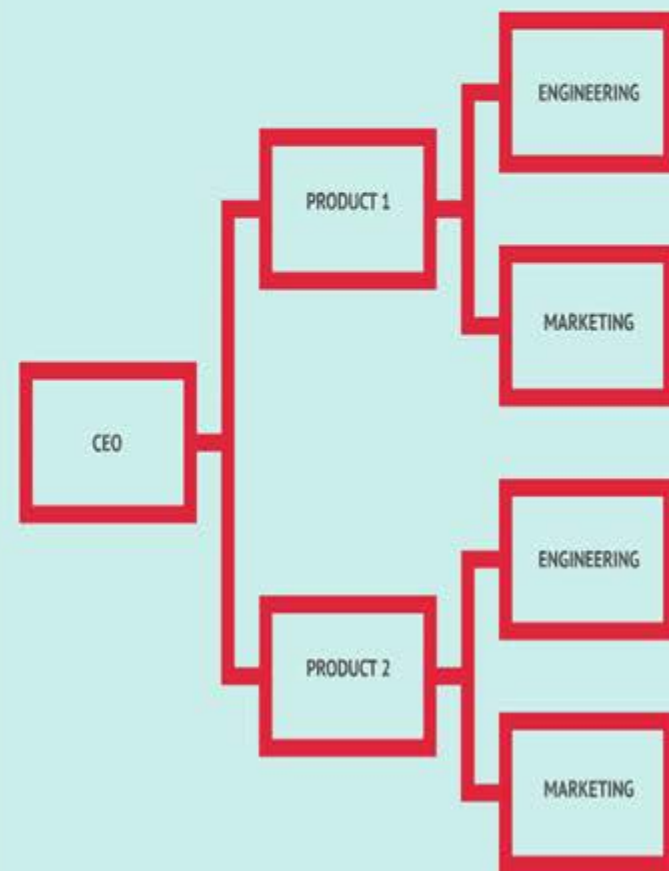 ENGINEERING
PRODUCT 1
MARKETING
CEO
ENGINEERING
PRODUCT 2
MARKETING